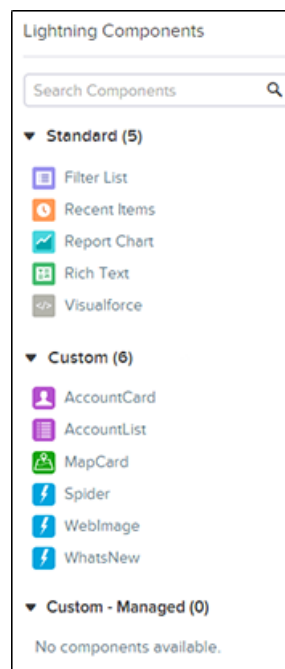 Lightning Components
Search Components
Standard (5)
Filter List
Recent Items
Report Chart
Rich Text
Visualforce
Custom (6)
AccountCard
AccountList
MapCard
Spider
WebImage
WhatsNew
Custom - Managed (0)
No components available.